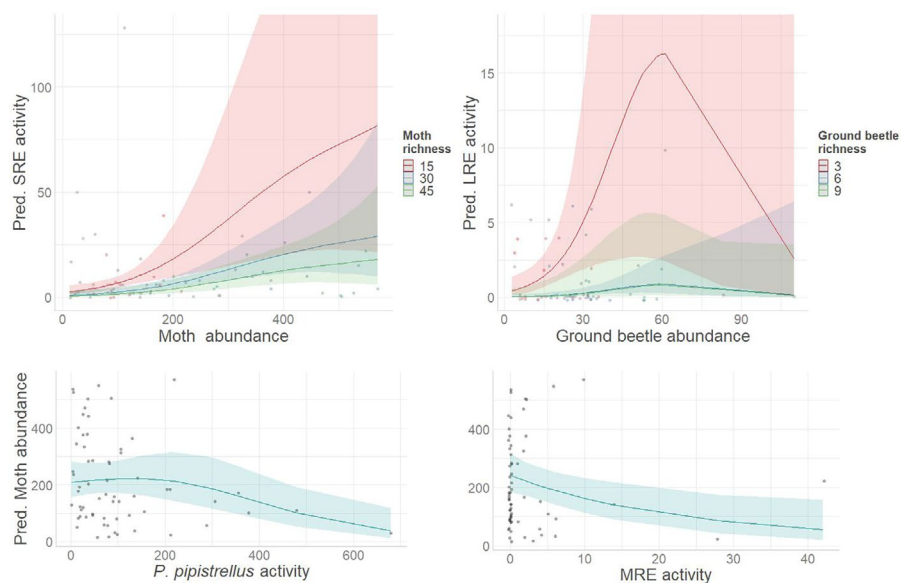 Pred. SRE activity
100
50
0
0 200 400
Moth abundance
Moth
richness
15
30
45
Pred. LRE activity
15
10
5
0
0 30 60 90
Ground beetle abundance
Ground beetle
richness
3
6
9
Pred. Moth abundance
400
200
0
0 200 400 600
P. pipistrellus activity
400
200
0
0 10 20 30 40
MRE activity